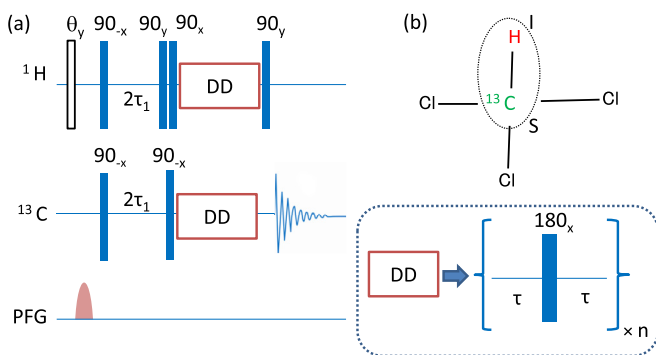 (a)
θy 90-x 90y 90x 90y
¹H 2τ₁ DD
90-x 90-x
¹³C 2τ₁ DD
PFG
(b)
I
H
Cl ¹³C Cl
S
Cl
180x
DD
τ τ
× n